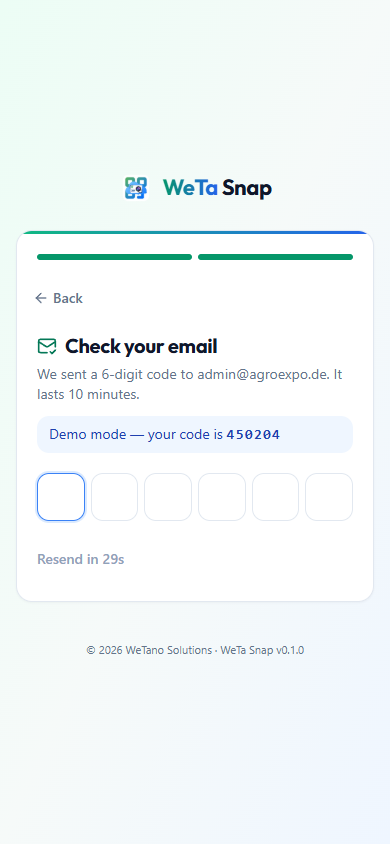 WeTa Snap
Back
Check your email
We sent a 6-digit code to admin@agroexpo.de. It
lasts 10 minutes.
Demo mode — your code is 450204
Resend in 29s
© 2026 WeTano Solutions · WeTa Snap v0.1.0